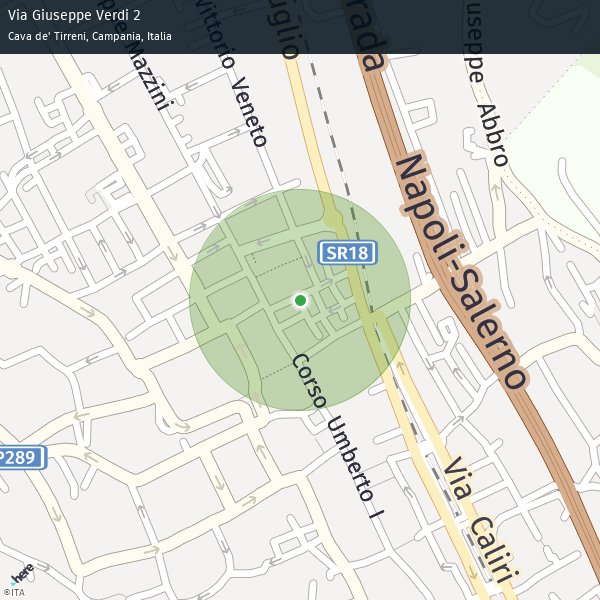 Via Giuseppe Verdi 2
Cava de' Tirreni, Campania, Italia
Mazzini
Vittorio Veneto
uglio
rada
useppe Abbro
Napoli-Salerno
SR18
Corso Umberto I
P289
Via Caliri
here
©ITA